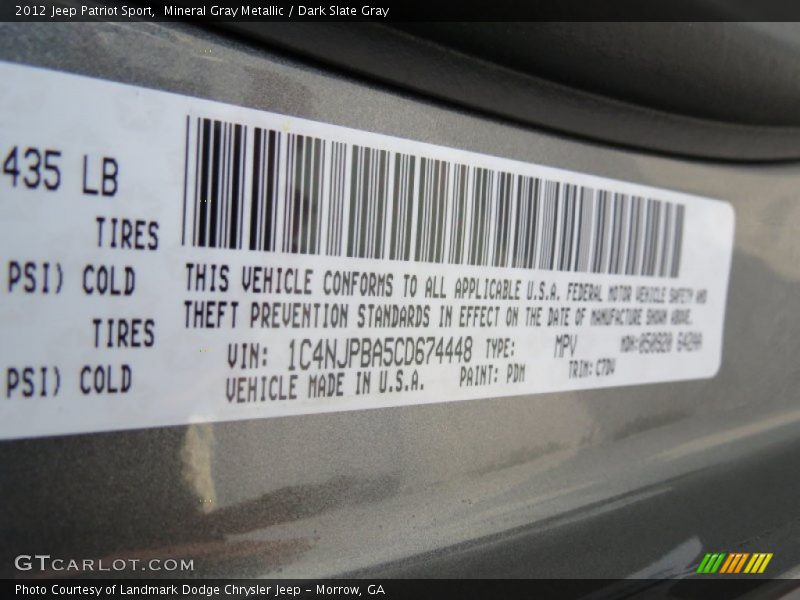 2012 Jeep Patriot Sport, Mineral Gray Metallic / Dark Slate Gray
435 LB
TIRES
PSI) COLD
TIRES
PSI) COLD
THIS VEHICLE CONFORMS TO ALL APPLICABLE U.S.A. FEDERAL MOTOR VEHICLE SAFETY AND
THEFT PREVENTION STANDARDS IN EFFECT ON THE DATE OF MANUFACTURE SHOWN ABOVE.
VIN: 1C4NJPBA5CD674448 TYPE: MPV MDH:050920
VEHICLE MADE IN U.S.A. PAINT: PDM TRIM:
GTCARLOT.COM
Photo Courtesy of Landmark Dodge Chrysler Jeep - Morrow, GA